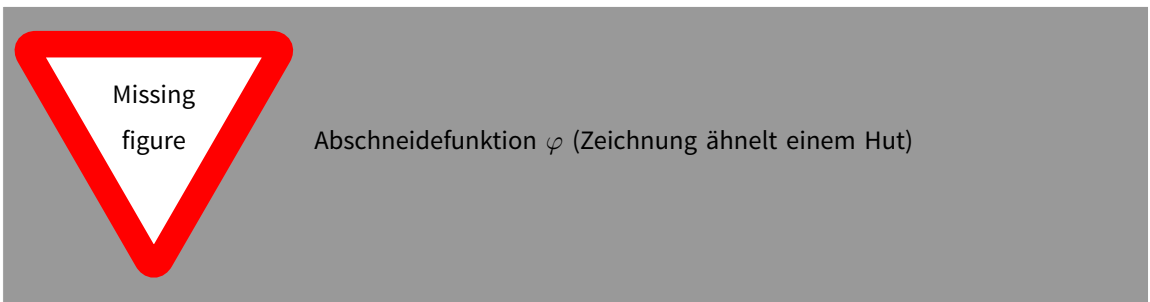 Missing
figure
Abschneidefunktion φ (Zeichnung ähnelt einem Hut)